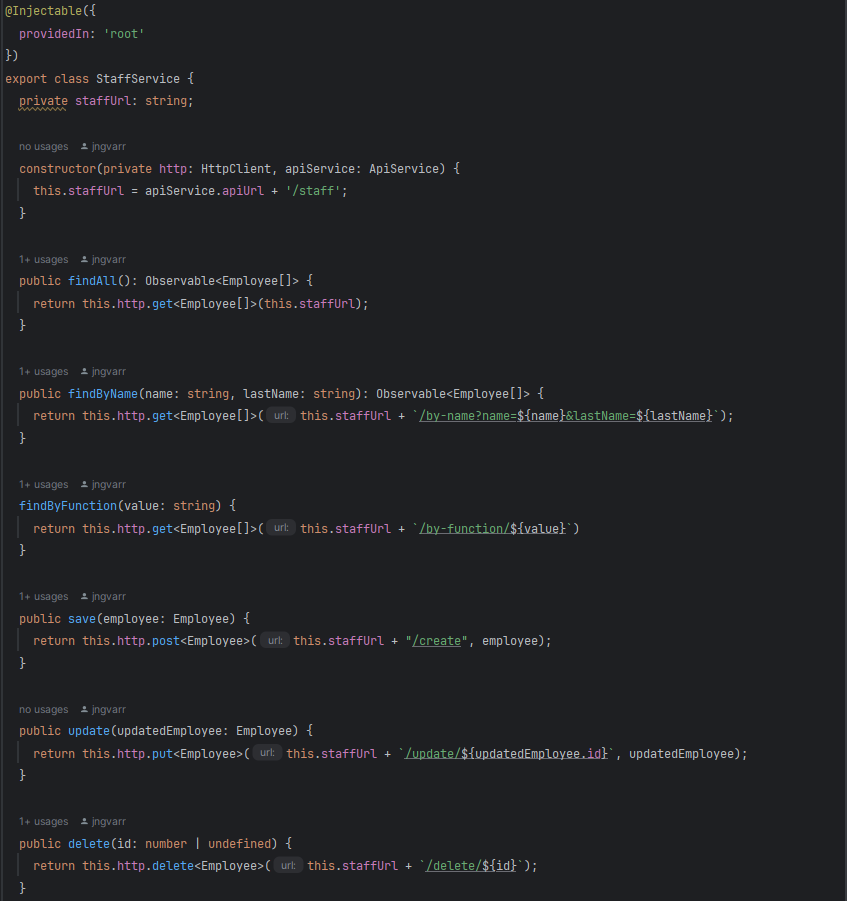 @Injectable({
  providedIn: 'root'
})
export class StaffService {
  private staffUrl: string;
  no usages  jngvarr
  constructor(private http: HttpClient, apiService: ApiService) {
    this.staffUrl = apiService.apiUrl + '/staff';
  }
  1+ usages  jngvarr
  public findAll(): Observable<Employee[]> {
    return this.http.get<Employee[]>(this.staffUrl);
  }
  1+ usages  jngvarr
  public findByName(name: string, lastName: string): Observable<Employee[]> {
    return this.http.get<Employee[]>( url: this.staffUrl + `/by-name?name=${name}&lastName=${lastName}`);
  }
  1+ usages  jngvarr
  findByFunction(value: string) {
    return this.http.get<Employee[]>( url: this.staffUrl + `/by-function/${value}`)
  }
  1+ usages  jngvarr
  public save(employee: Employee) {
    return this.http.post<Employee>( url: this.staffUrl + "/create", employee);
  }
  no usages  jngvarr
  public update(updatedEmployee: Employee) {
    return this.http.put<Employee>( url: this.staffUrl + `/update/${updatedEmployee.id}`, updatedEmployee);
  }
  1+ usages  jngvarr
  public delete(id: number | undefined) {
    return this.http.delete<Employee>( url: this.staffUrl + `/delete/${id}`);
  }